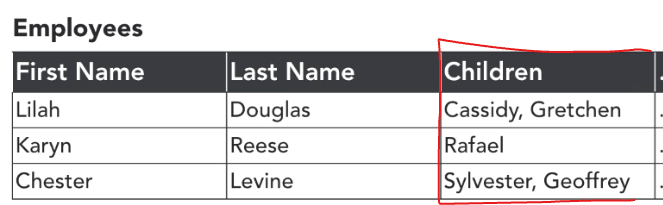 Employees
First Name Last Name Children
Lilah Douglas Cassidy, Gretchen
Karyn Reese Rafael
Chester Levine Sylvester, Geoffrey